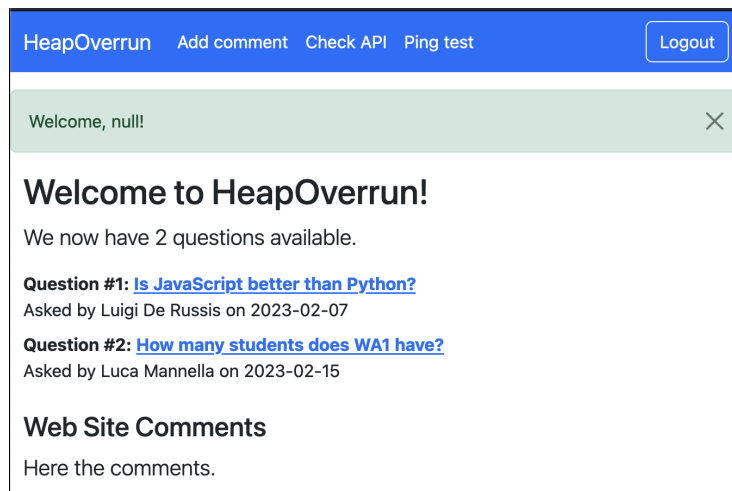 HeapOverrun Add comment Check API Ping test Logout
Welcome, null!
Welcome to HeapOverrun!
We now have 2 questions available.
Question #1: Is JavaScript better than Python?
Asked by Luigi De Russis on 2023-02-07
Question #2: How many students does WA1 have?
Asked by Luca Mannella on 2023-02-15
Web Site Comments
Here the comments.